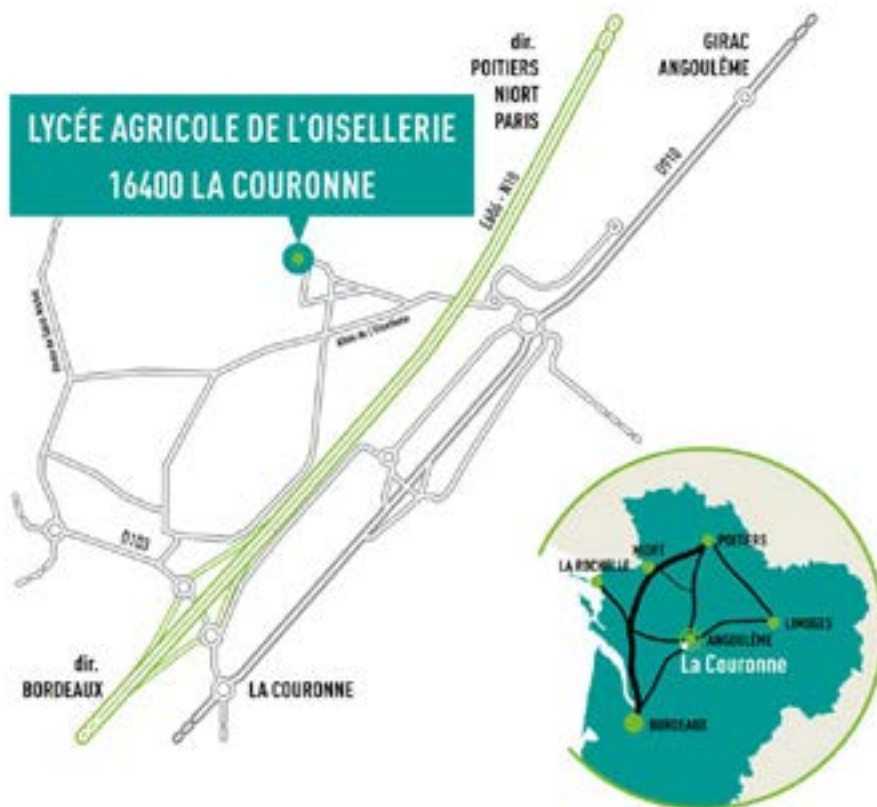 dir.
POITIERS
NIORT
PARIS
GIRAC
ANGOULÊME
LYCÉE AGRICOLE DE L'OISELLERIE
16400 LA COURONNE
E606 - N10
D910
Allée de l'Oisellerie
D103
dir.
BORDEAUX
LA COURONNE
POITIERS
NIORT
LA ROCHELLE
LIMOGES
ANGOULÊME
La Couronne
BORDEAUX